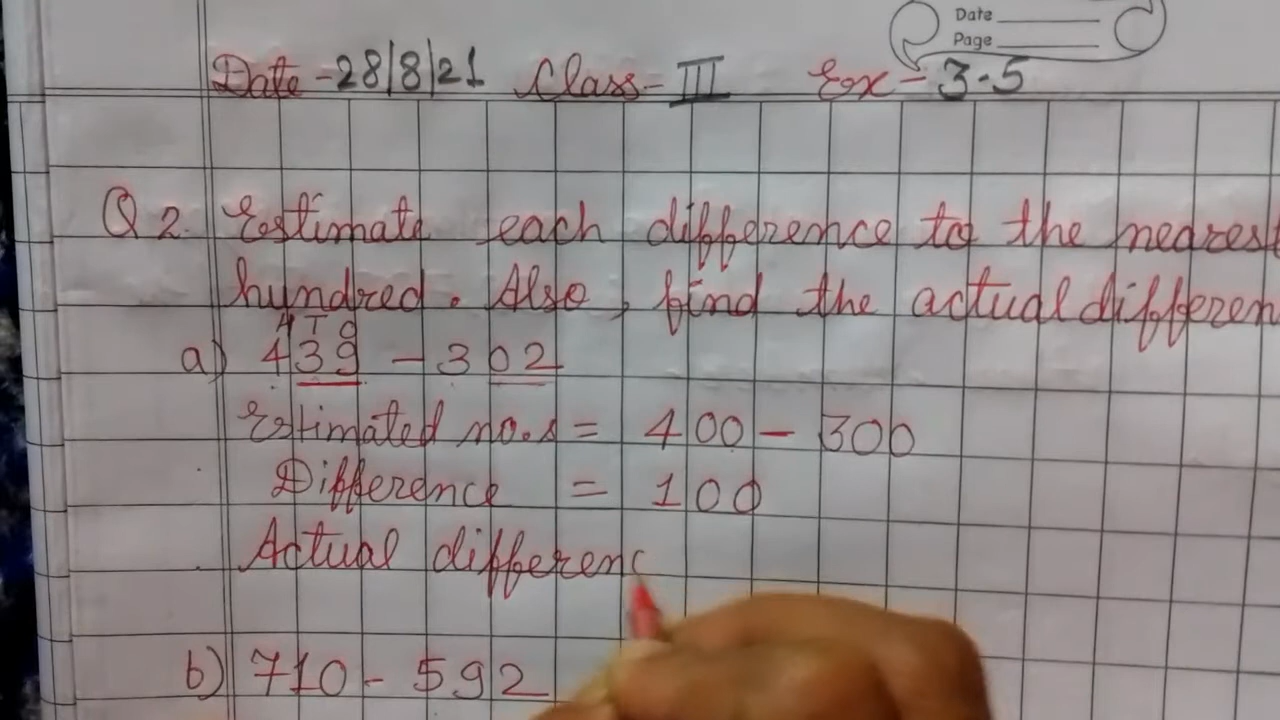 Date
Page
Date - 28/8/21 Class - III Ex - 3.5
Q 2. Estimate each difference to the nearest
hundred. Also, find the actual differen
H T O
a) 439 - 302
Estimated no.s = 400 - 300
Difference = 100
Actual differenc
b) 710 - 592